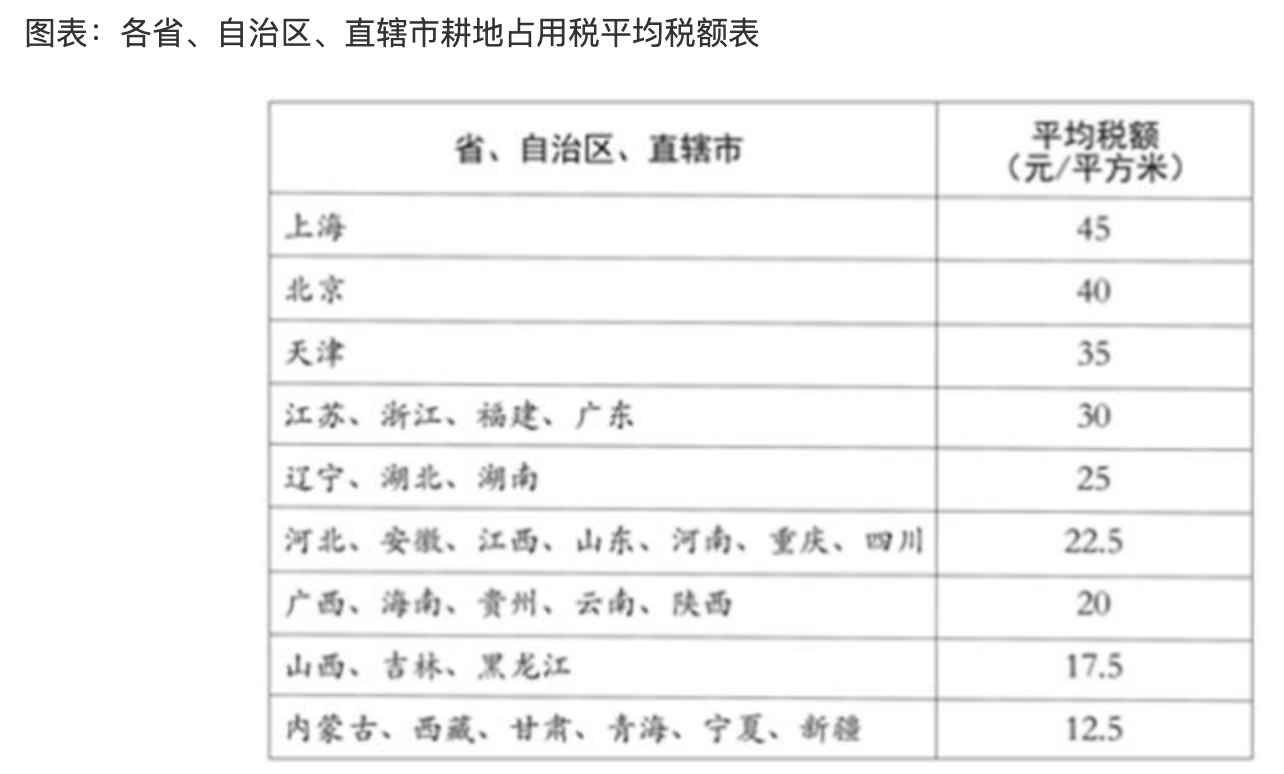 图表：各省、自治区、直辖市耕地占用税平均税额表
省、自治区、直辖市
平均税额
（元/平方米）
上海
45
北京
40
天津
35
江苏、浙江、福建、广东
30
辽宁、湖北、湖南
25
河北、安徽、江西、山东、河南、重庆、四川
22.5
广西、海南、贵州、云南、陕西
20
山西、吉林、黑龙江
17.5
内蒙古、西藏、甘肃、青海、宁夏、新疆
12.5